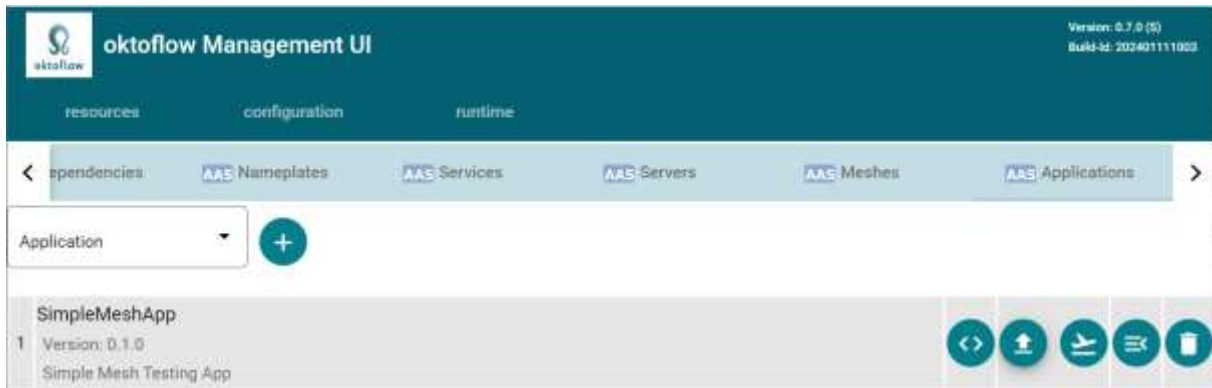 oktoflow
oktoflow Management UI
Version: 0.7.0 (S)
Build-Id: 202401111003
resources configuration runtime
ependencies AAS Nameplates AAS Services AAS Servers AAS Meshes AAS Applications
Application
SimpleMeshApp
1 Version: 0.1.0
Simple Mesh Testing App